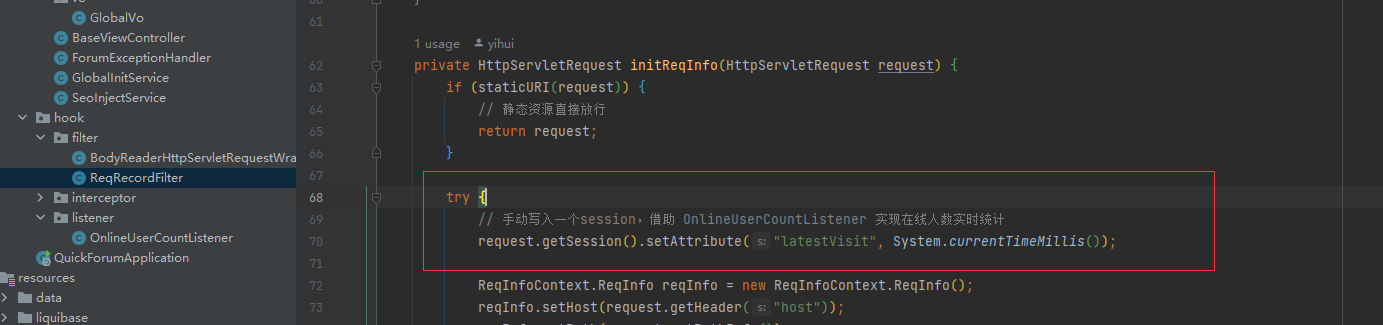 vo
GlobalVo
BaseViewController
ForumExceptionHandler
GlobalInitService
SeoInjectService
hook
filter
BodyReaderHttpServletRequestWra
ReqRecordFilter
interceptor
listener
OnlineUserCountListener
QuickForumApplication
resources
data
liquibase
60 }
61
1 usage yihui
62 private HttpServletRequest initReqInfo(HttpServletRequest request) {
63 if (staticURI(request)) {
64 // 静态资源直接放行
65 return request;
66 }
67
68 try {
69 // 手动写入一个session，借助 OnlineUserCountListener 实现在线人数实时统计
70 request.getSession().setAttribute( s: "latestVisit", System.currentTimeMillis());
71
72 ReqInfoContext.ReqInfo reqInfo = new ReqInfoContext.ReqInfo();
73 reqInfo.setHost(request.getHeader( s: "host"));